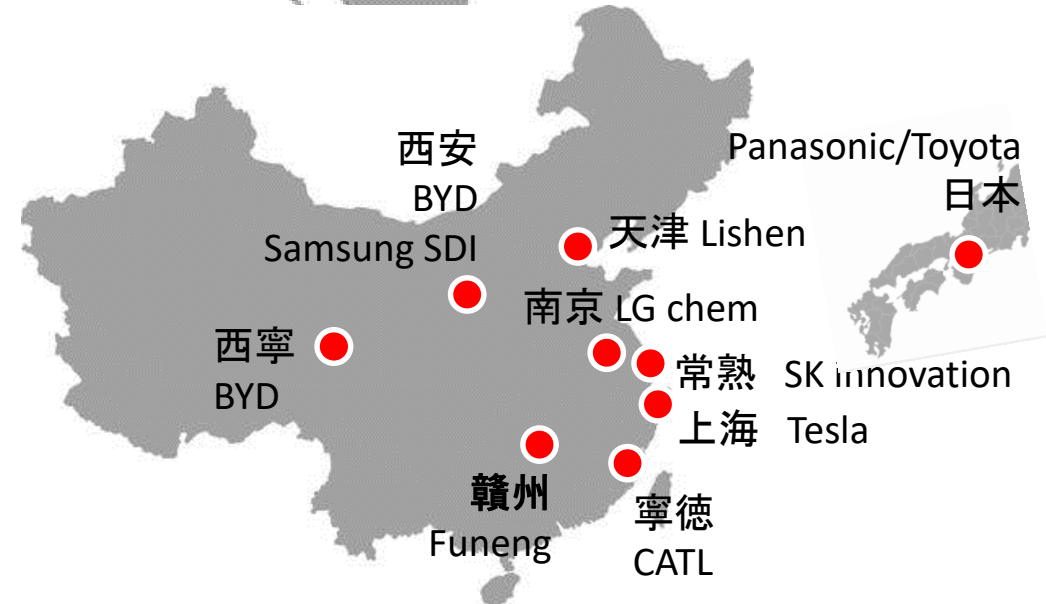 西安
BYD
Samsung SDI
Panasonic/Toyota
日本
天津 Lishen
南京 LG chem
西寧
BYD
常熟 SK innovation
上海 Tesla
贛州
Funeng
寧徳
CATL